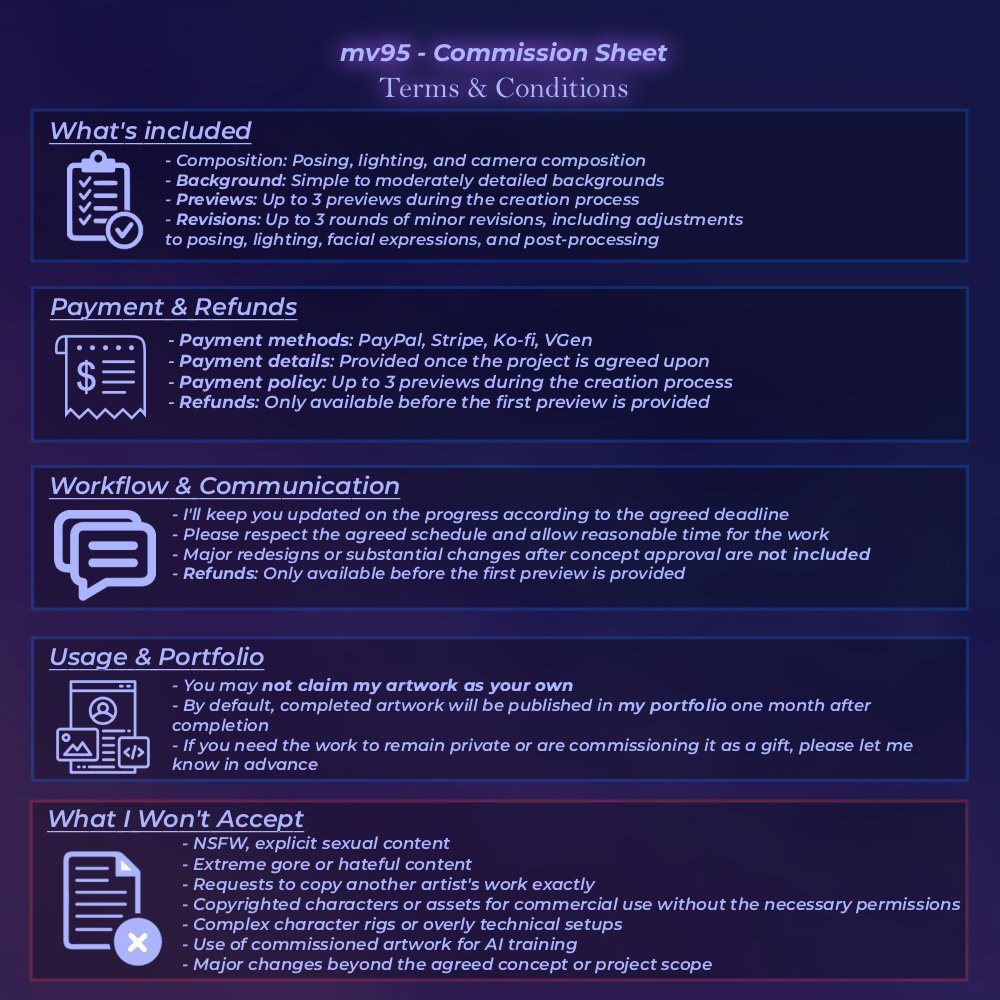 mv95 - Commission Sheet
Terms & Conditions
What's included
- Composition: Posing, lighting, and camera composition
- Background: Simple to moderately detailed backgrounds
- Previews: Up to 3 previews during the creation process
- Revisions: Up to 3 rounds of minor revisions, including adjustments
to posing, lighting, facial expressions, and post-processing
Payment & Refunds
$
- Payment methods: PayPal, Stripe, Ko-fi, VGen
- Payment details: Provided once the project is agreed upon
- Payment policy: Up to 3 previews during the creation process
- Refunds: Only available before the first preview is provided
Workflow & Communication
- I'll keep you updated on the progress according to the agreed deadline
- Please respect the agreed schedule and allow reasonable time for the work
- Major redesigns or substantial changes after concept approval are not included
- Refunds: Only available before the first preview is provided
Usage & Portfolio
</>
- You may not claim my artwork as your own
- By default, completed artwork will be published in my portfolio one month after
completion
- If you need the work to remain private or are commissioning it as a gift, please let me
know in advance
What I Won't Accept
- NSFW, explicit sexual content
- Extreme gore or hateful content
- Requests to copy another artist's work exactly
- Copyrighted characters or assets for commercial use without the necessary permissions
- Complex character rigs or overly technical setups
- Use of commissioned artwork for AI training
- Major changes beyond the agreed concept or project scope